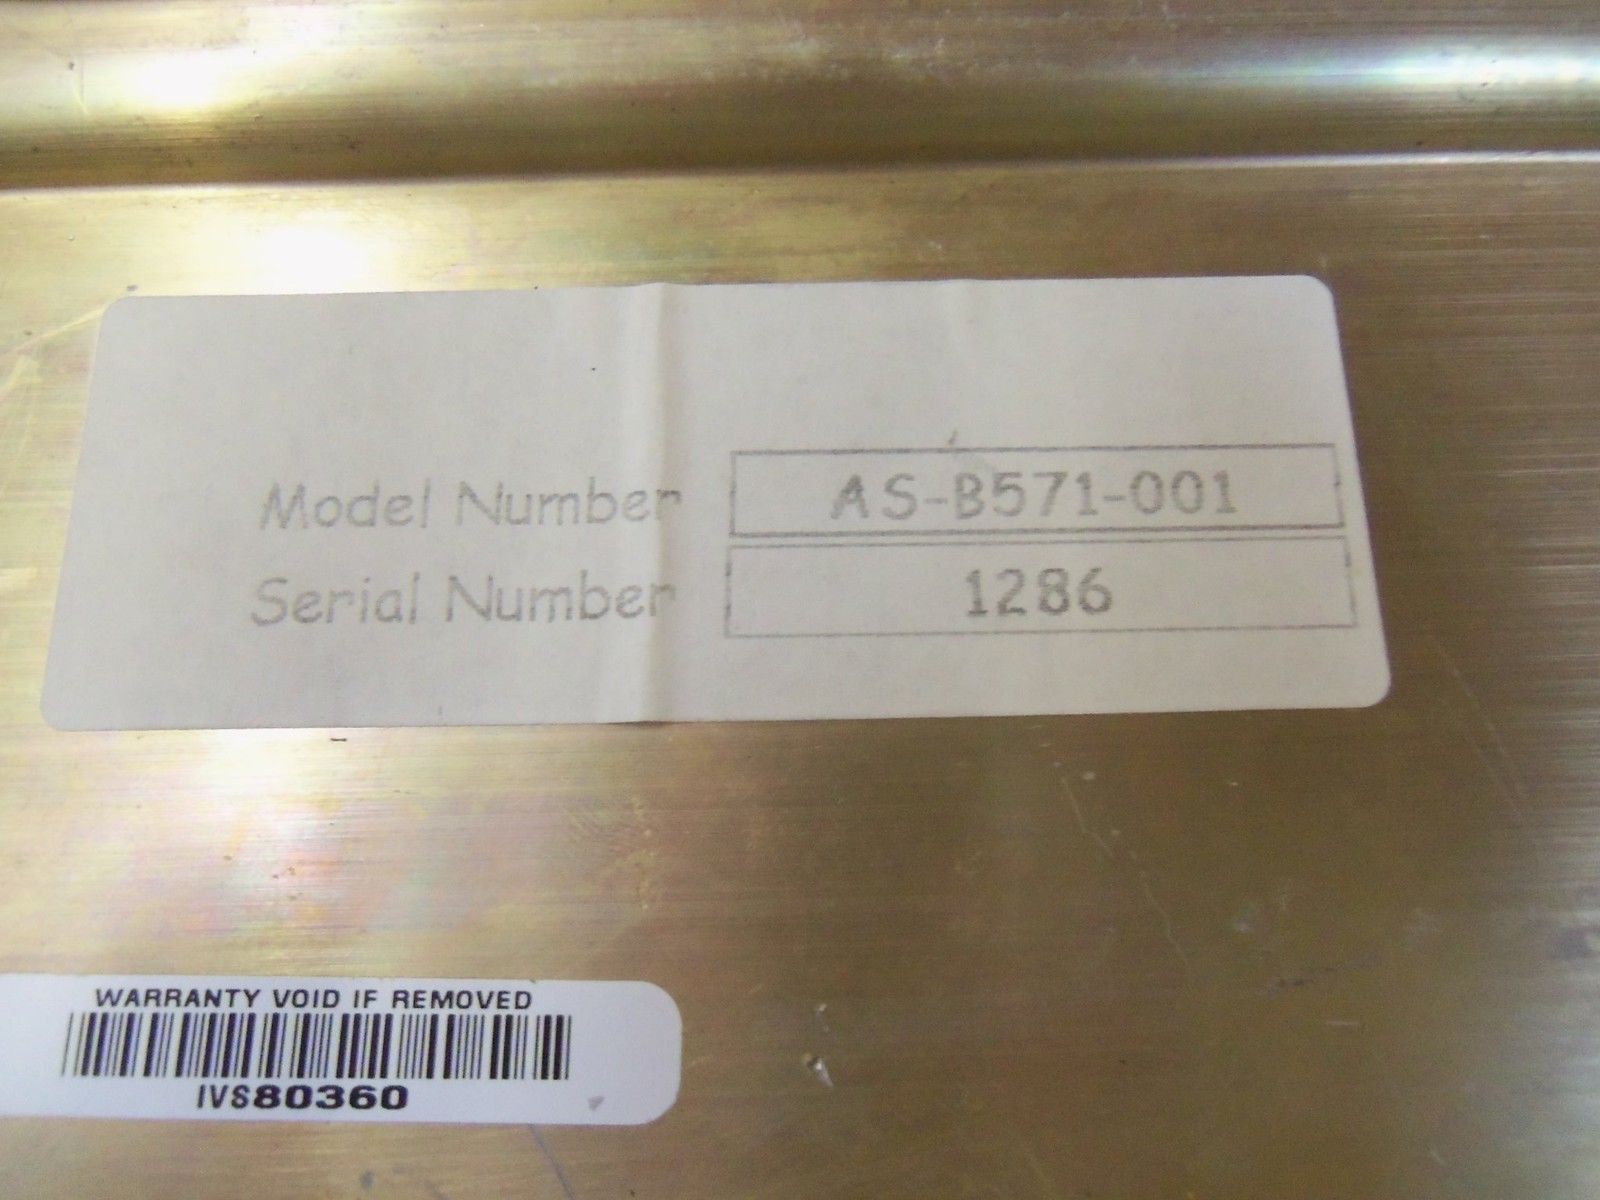 Model Number AS-B571-001
Serial Number 1286
WARRANTY VOID IF REMOVED
IVS80360